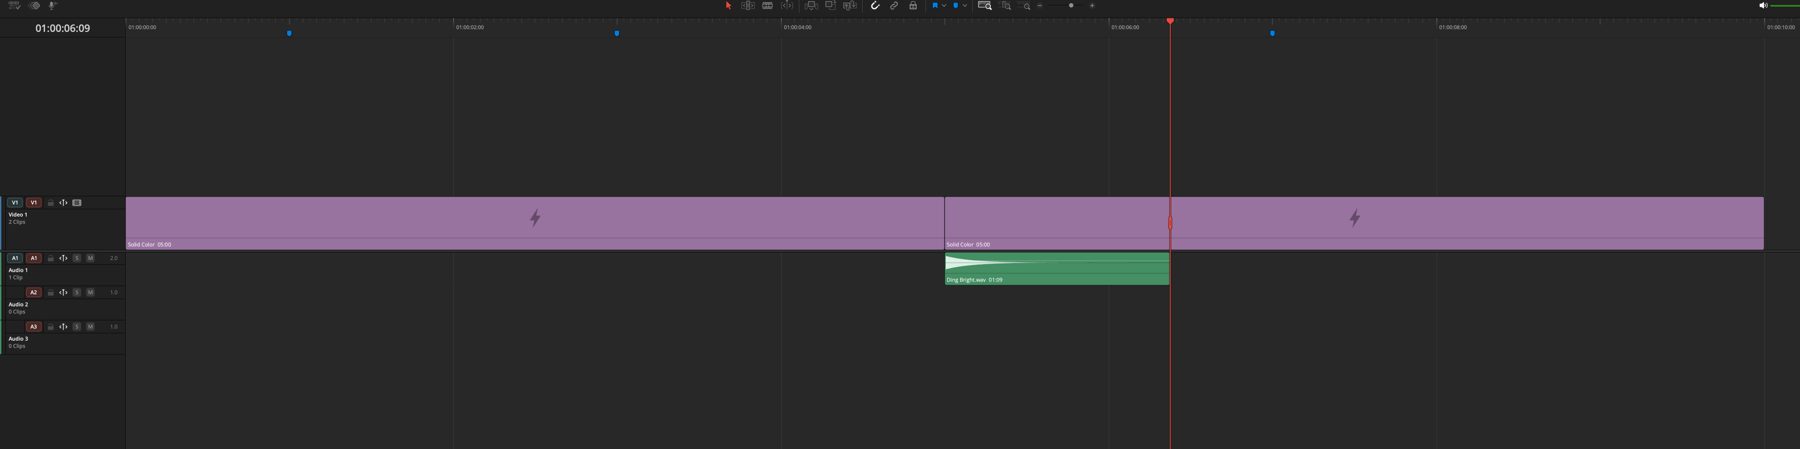 01:00:06:09
01:00:00:00
01:00:02:00
01:00:04:00
01:00:06:00
01:00:08:00
01:00:10:00
V1 V1
Video 1
2 Clips
Solid Color 05:00
Solid Color 05:00
A1 A1 S M 2.0
Audio 1
1 Clip
Ding Bright.wav 01:09
A2 S M 1.0
Audio 2
0 Clips
A3 S M 1.0
Audio 3
0 Clips